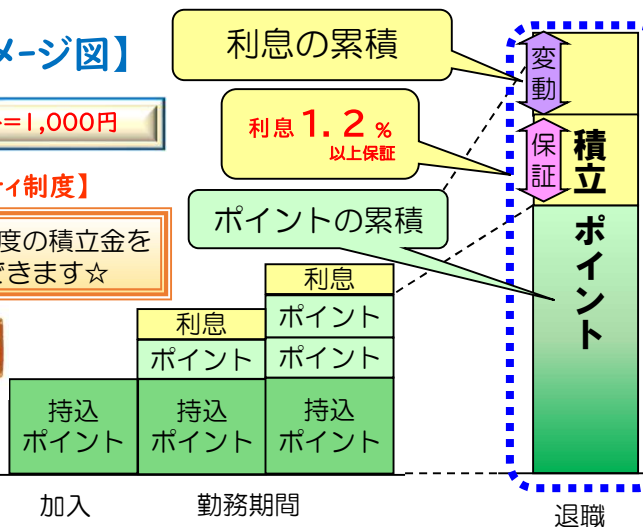 メージ図】
利息の累積
=1,000円
利息1.2%
以上保証
ィ制度】
度の積立金を
できます☆
ポイントの累積
変動
保証
積立
ポイント
利息
ポイント
ポイント
持込
ポイント
利息
ポイント
持込
ポイント
持込
ポイント
加入
勤務期間
退職